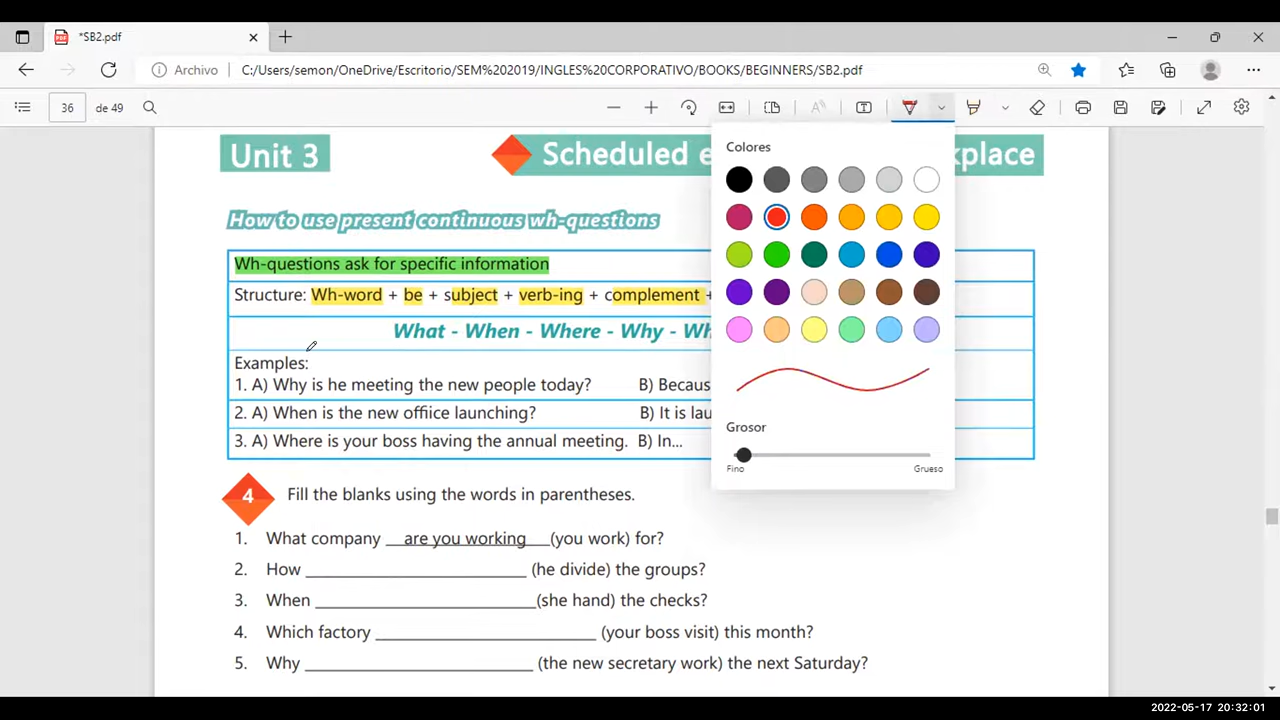 *SB2.pdf
Archivo C:/Users/semon/OneDrive/Escritorio/SEM%202019/INGLES%20CORPORATIVO/BOOKS/BEGINNERS/SB2.pdf
36 de 49
Unit 3 Scheduled e place
How to use present continuous wh-questions
Wh-questions ask for specific information
Structure: Wh-word + be + subject + verb-ing + complement +
What - When - Where - Why - Wh
Examples:
1. A) Why is he meeting the new people today? B) Becaus
2. A) When is the new offiice launching? B) It is lau
3. A) Where is your boss having the annual meeting. B) In...
4 Fill the blanks using the words in parentheses.
1. What company __are you working___(you work) for?
2. How ________________________ (he divide) the groups?
3. When ________________________(she hand) the checks?
4. Which factory ________________________ (your boss visit) this month?
5. Why _________________________ (the new secretary work) the next Saturday?
Colores
Grosor
Fino Grueso
2022-05-17 20:32:01